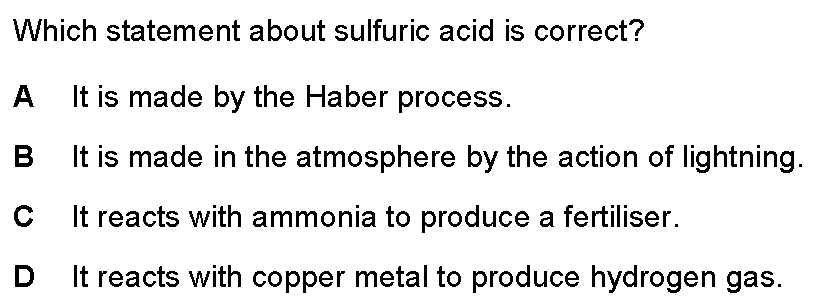 Which statement about sulfuric acid is correct?
A It is made by the Haber process.
B It is made in the atmosphere by the action of lightning.
C It reacts with ammonia to produce a fertiliser.
D It reacts with copper metal to produce hydrogen gas.